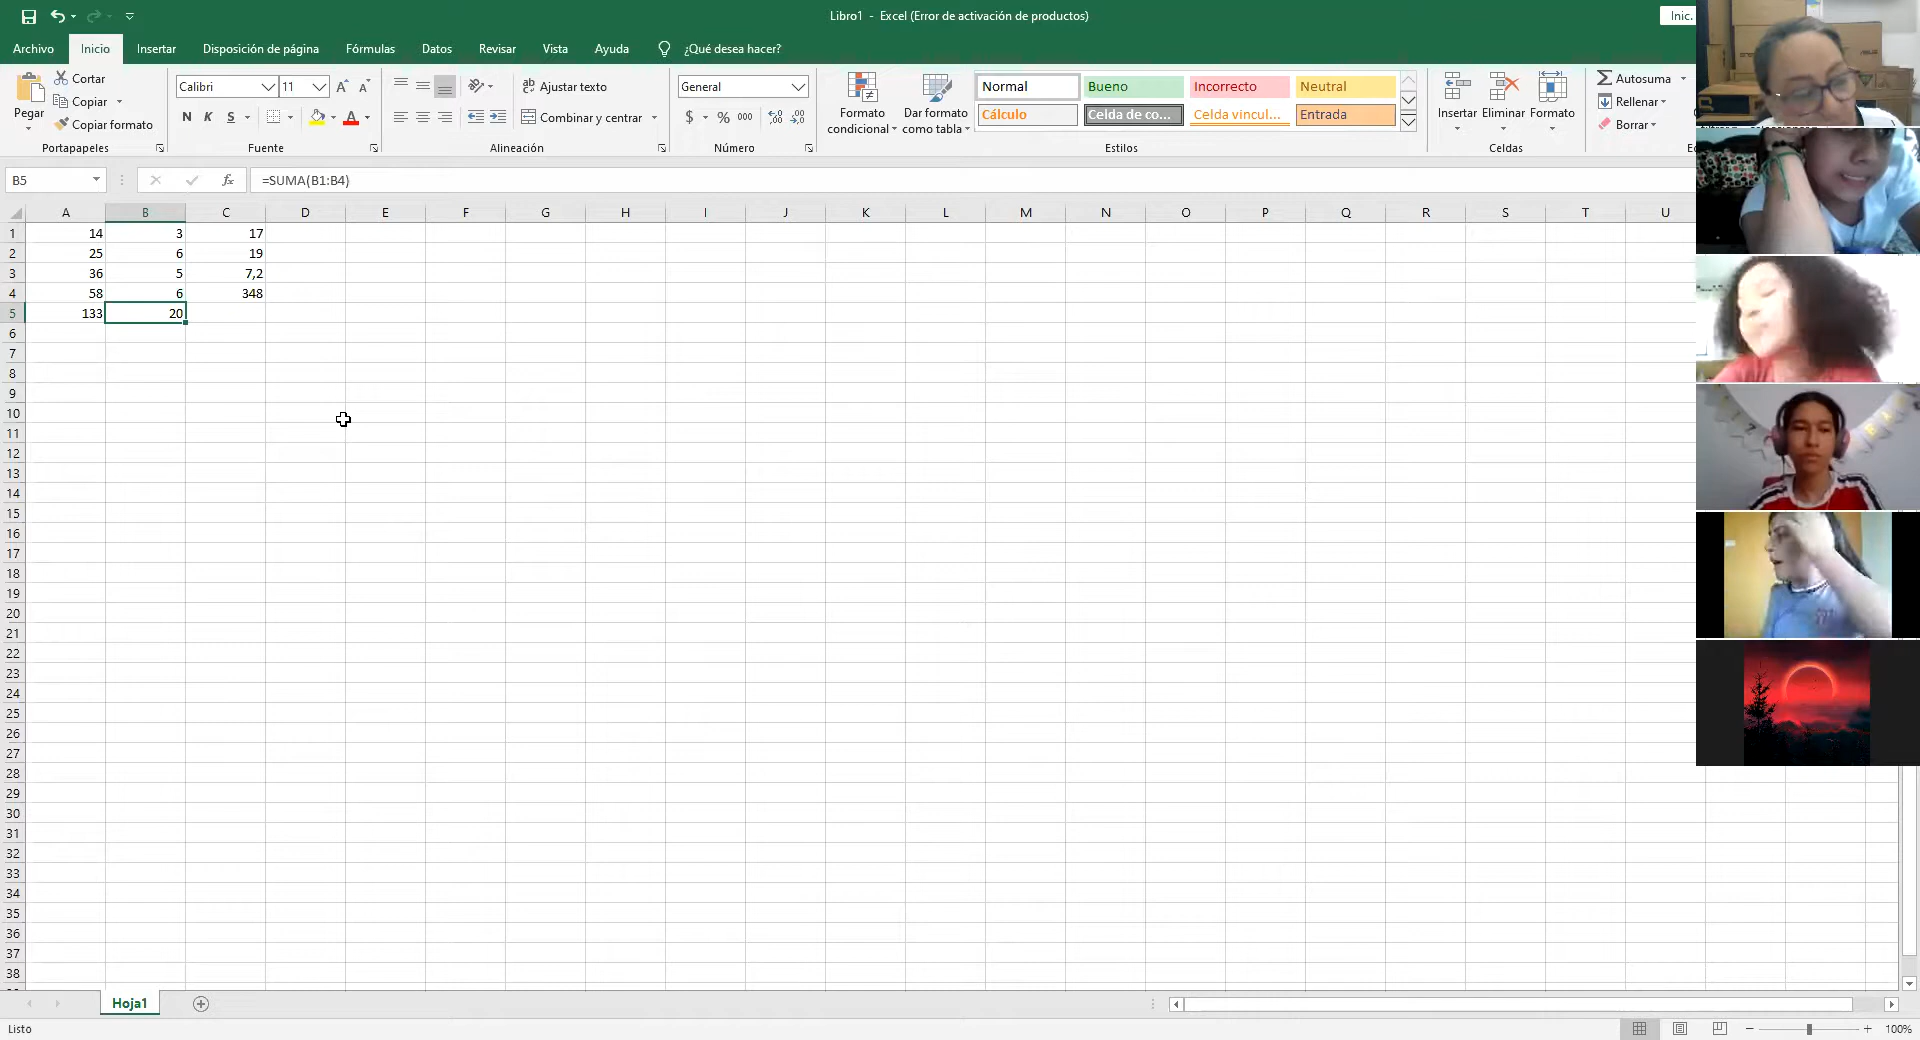 Libro1 - Excel (Error de activación de productos)
Inic.
Archivo Inicio Insertar Disposición de página Fórmulas Datos Revisar Vista Ayuda ¿Qué desea hacer?
Pegar
Cortar
Copiar
Copiar formato
Portapapeles
Calibri 11
N K S
Fuente
Ajustar texto
Combinar y centrar
Alineación
General
$ % 000
Número
Formato condicional
Dar formato como tabla
Normal Bueno Incorrecto Neutral
Cálculo Celda de co... Celda vincul... Entrada
Estilos
Insertar Eliminar Formato
Celdas
Autosuma
Rellenar
Borrar
B5 fx =SUMA(B1:B4)
A B C D E F G H I J K L M N O P Q R S T U
1 14 3 17
2 25 6 19
3 36 5 7,2
4 58 6 348
5 133 20
6
7
8
9
10
11
12
13
14
15
16
17
18
19
20
21
22
23
24
25
26
27
28
29
30
31
32
33
34
35
36
37
38
Hoja1
Listo
100%